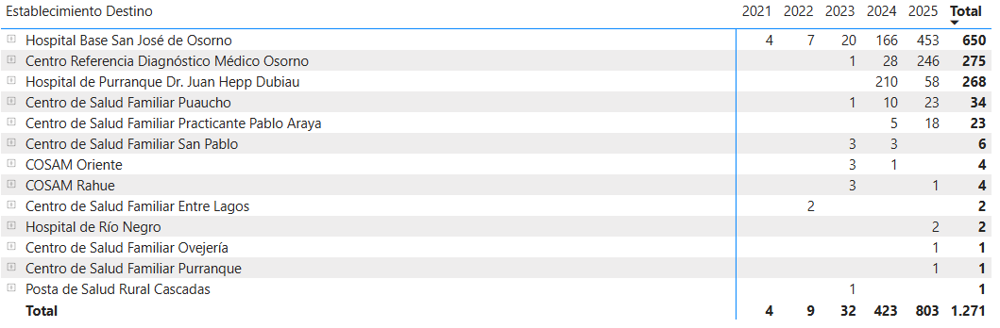 Establecimiento Destino 2021 2022 2023 2024 2025 Total
Hospital Base San José de Osorno 4 7 20 166 453 650
Centro Referencia Diagnóstico Médico Osorno 1 28 246 275
Hospital de Purranque Dr. Juan Hepp Dubiau 210 58 268
Centro de Salud Familiar Puaucho 1 10 23 34
Centro de Salud Familiar Practicante Pablo Araya 5 18 23
Centro de Salud Familiar San Pablo 3 3 6
COSAM Oriente 3 1 4
COSAM Rahue 3 1 4
Centro de Salud Familiar Entre Lagos 2 2
Hospital de Río Negro 2 2
Centro de Salud Familiar Ovejería 1 1
Centro de Salud Familiar Purranque 1 1
Posta de Salud Rural Cascadas 1 1
Total 4 9 32 423 803 1.271